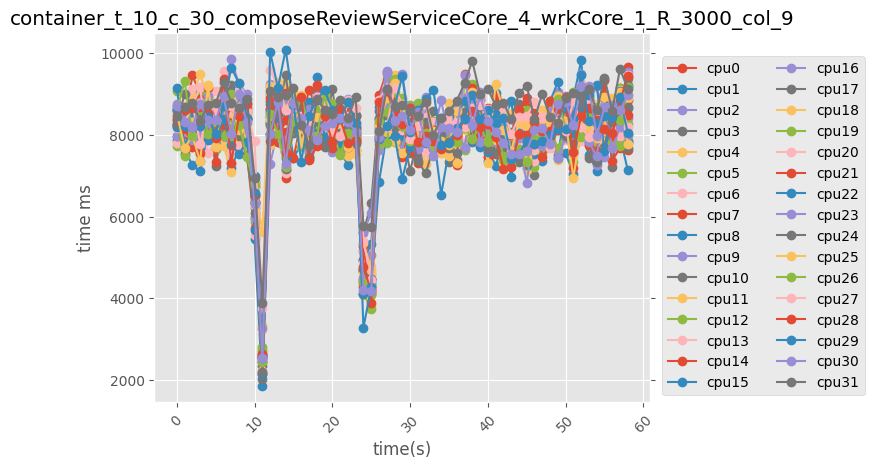 container_t_10_c_30_composeReviewServiceCore_4_wrkCore_1_R_3000_col_9
time ms
10000
8000
6000
4000
2000
0
10
20
30
40
50
60
time(s)
cpu0
cpu1
cpu2
cpu3
cpu4
cpu5
cpu6
cpu7
cpu8
cpu9
cpu10
cpu11
cpu12
cpu13
cpu14
cpu15
cpu16
cpu17
cpu18
cpu19
cpu20
cpu21
cpu22
cpu23
cpu24
cpu25
cpu26
cpu27
cpu28
cpu29
cpu30
cpu31